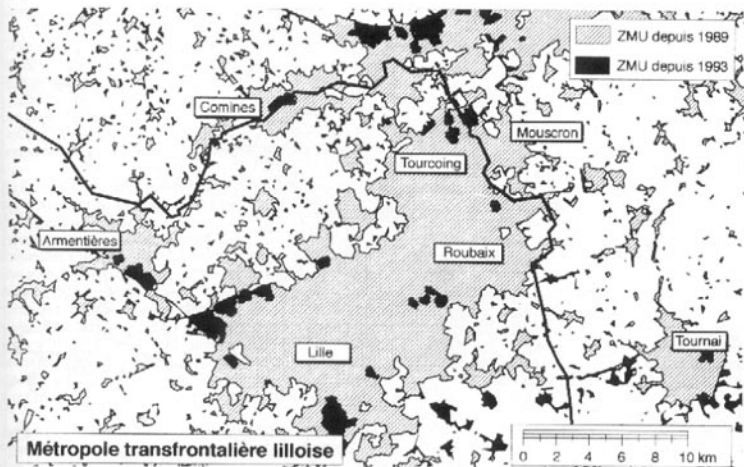 ZMU depuis 1989
ZMU depuis 1993
Comines
Mouscron
Tourcoing
Armentières
Roubaix
Tournai
Lille
Métropole transfrontalière lilloise
0 2 4 6 8 10 km